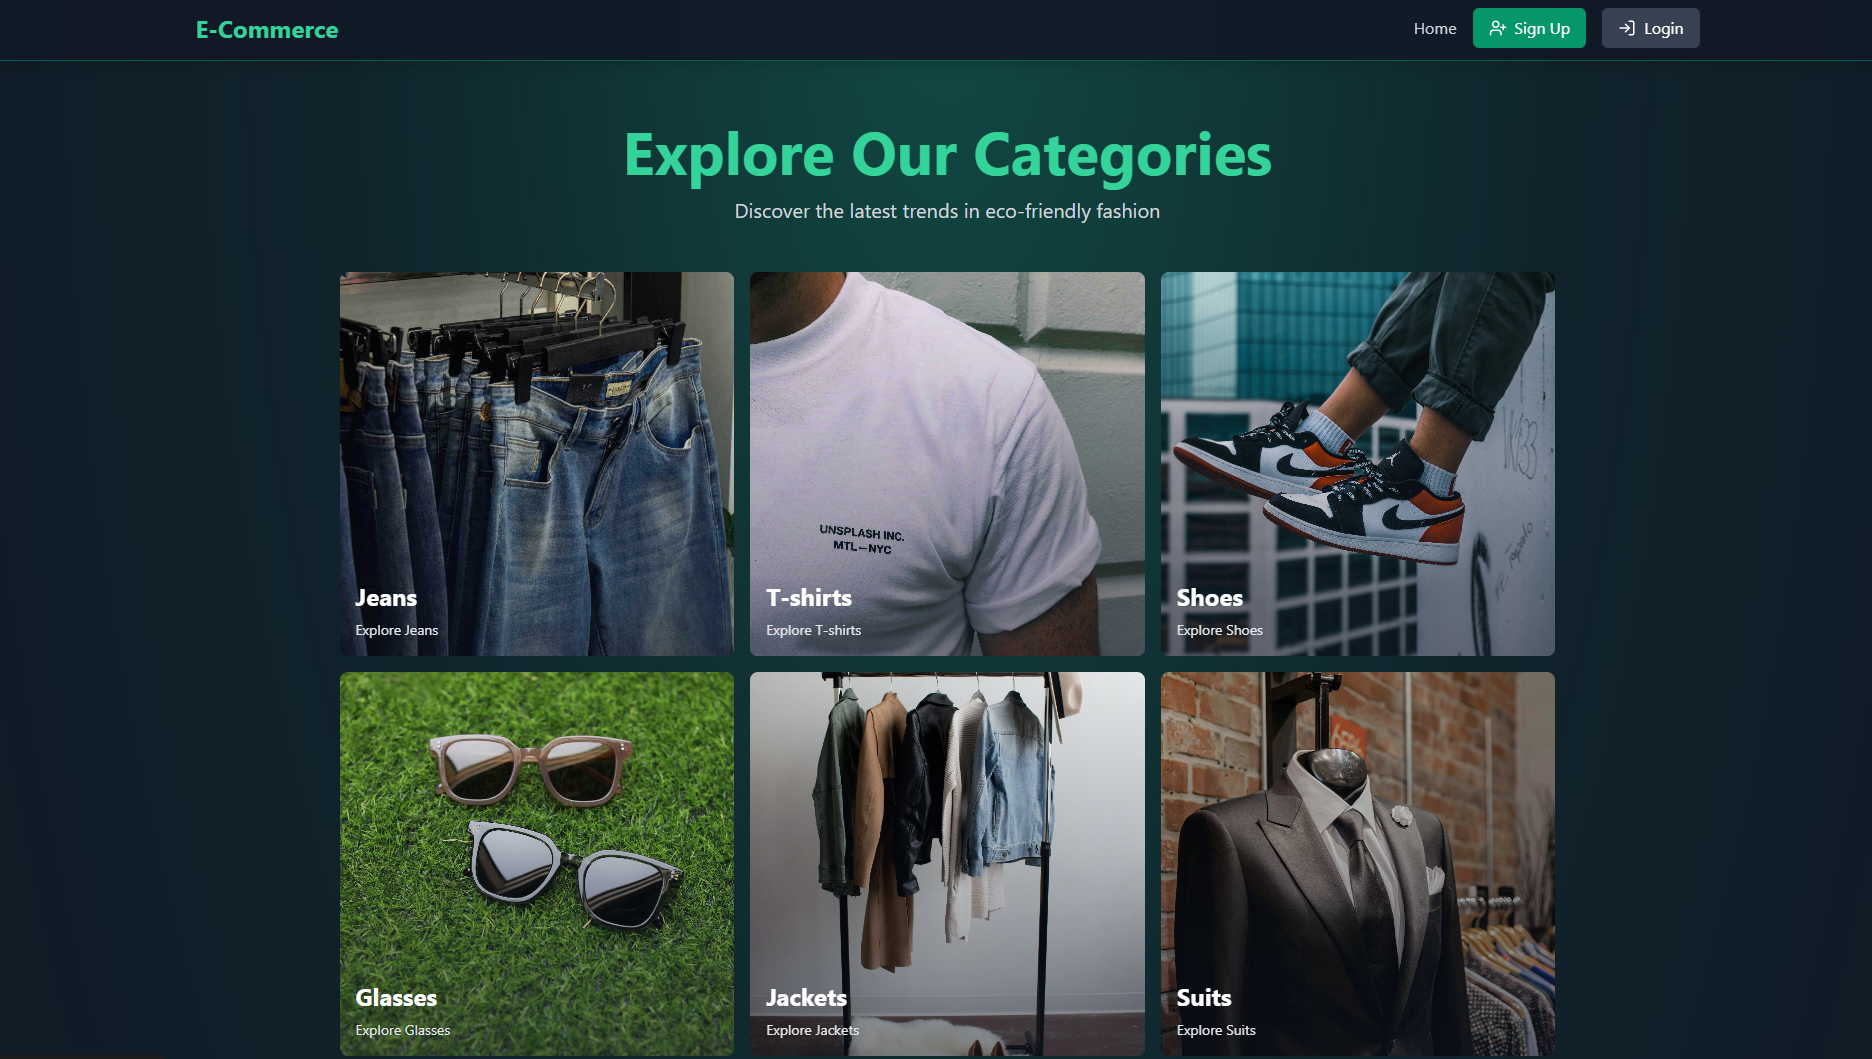 E-Commerce
Home
Sign Up
Login
Explore Our Categories
Discover the latest trends in eco-friendly fashion
UNSPLASH INC.
MTL—NYC
Jeans
Explore Jeans
T-shirts
Explore T-shirts
Shoes
Explore Shoes
Glasses
Explore Glasses
Jackets
Explore Jackets
Suits
Explore Suits